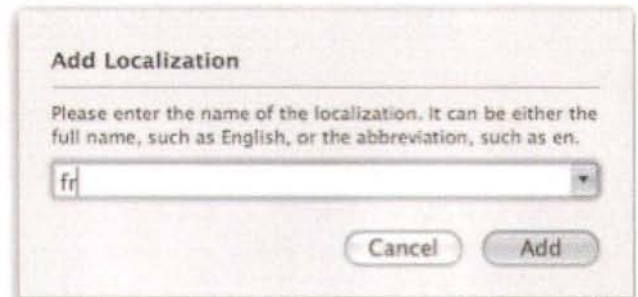 Add Localization
Please enter the name of the localization. It can be either the
full name, such as English, or the abbreviation, such as en.
fr
Cancel
Add